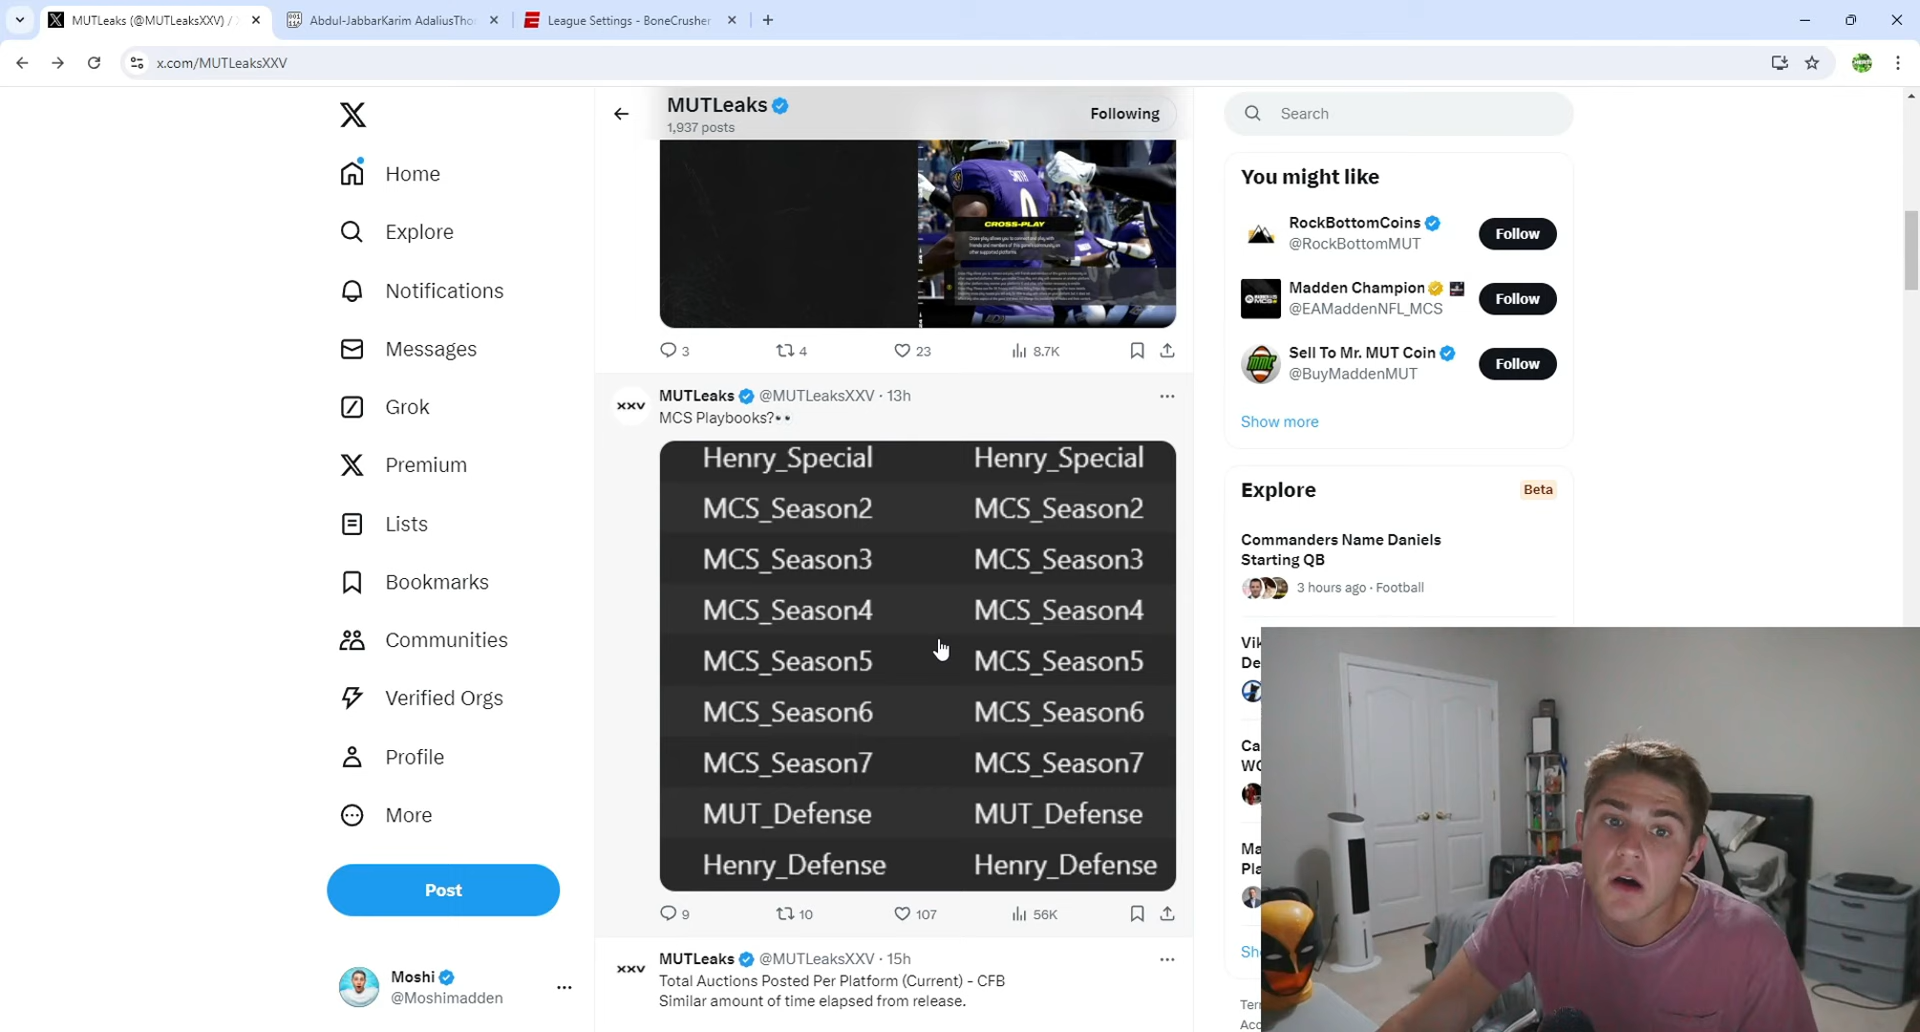 MUTLeaks (@MUTLeaksXXV) /
Abdul-JabbarKarim AdaliusTho
League Settings - BoneCrusher
x.com/MUTLeaksXXV
MUTLeaks
1,937 posts
Following
Search
Home
Explore
Notifications
Messages
Grok
Premium
Lists
Bookmarks
Communities
Verified Orgs
Profile
More
Post
Moshi
@Moshimadden
SMITH
CROSS-PLAY
3
4
23
8.7K
XXV
MUTLeaks @MUTLeaksXXV · 13h
MCS Playbooks?👀
Henry_Special Henry_Special
MCS_Season2 MCS_Season2
MCS_Season3 MCS_Season3
MCS_Season4 MCS_Season4
MCS_Season5 MCS_Season5
MCS_Season6 MCS_Season6
MCS_Season7 MCS_Season7
MUT_Defense MUT_Defense
Henry_Defense Henry_Defense
9
10
107
56K
XXV
MUTLeaks @MUTLeaksXXV · 15h
Total Auctions Posted Per Platform (Current) - CFB
Similar amount of time elapsed from release.
You might like
RockBottomCoins
@RockBottomMUT
Follow
Madden Champion
@EAMaddenNFL_MCS
Follow
Sell To Mr. MUT Coin
@BuyMaddenMUT
Follow
Show more
Explore
Beta
Commanders Name Daniels
Starting QB
3 hours ago · Football